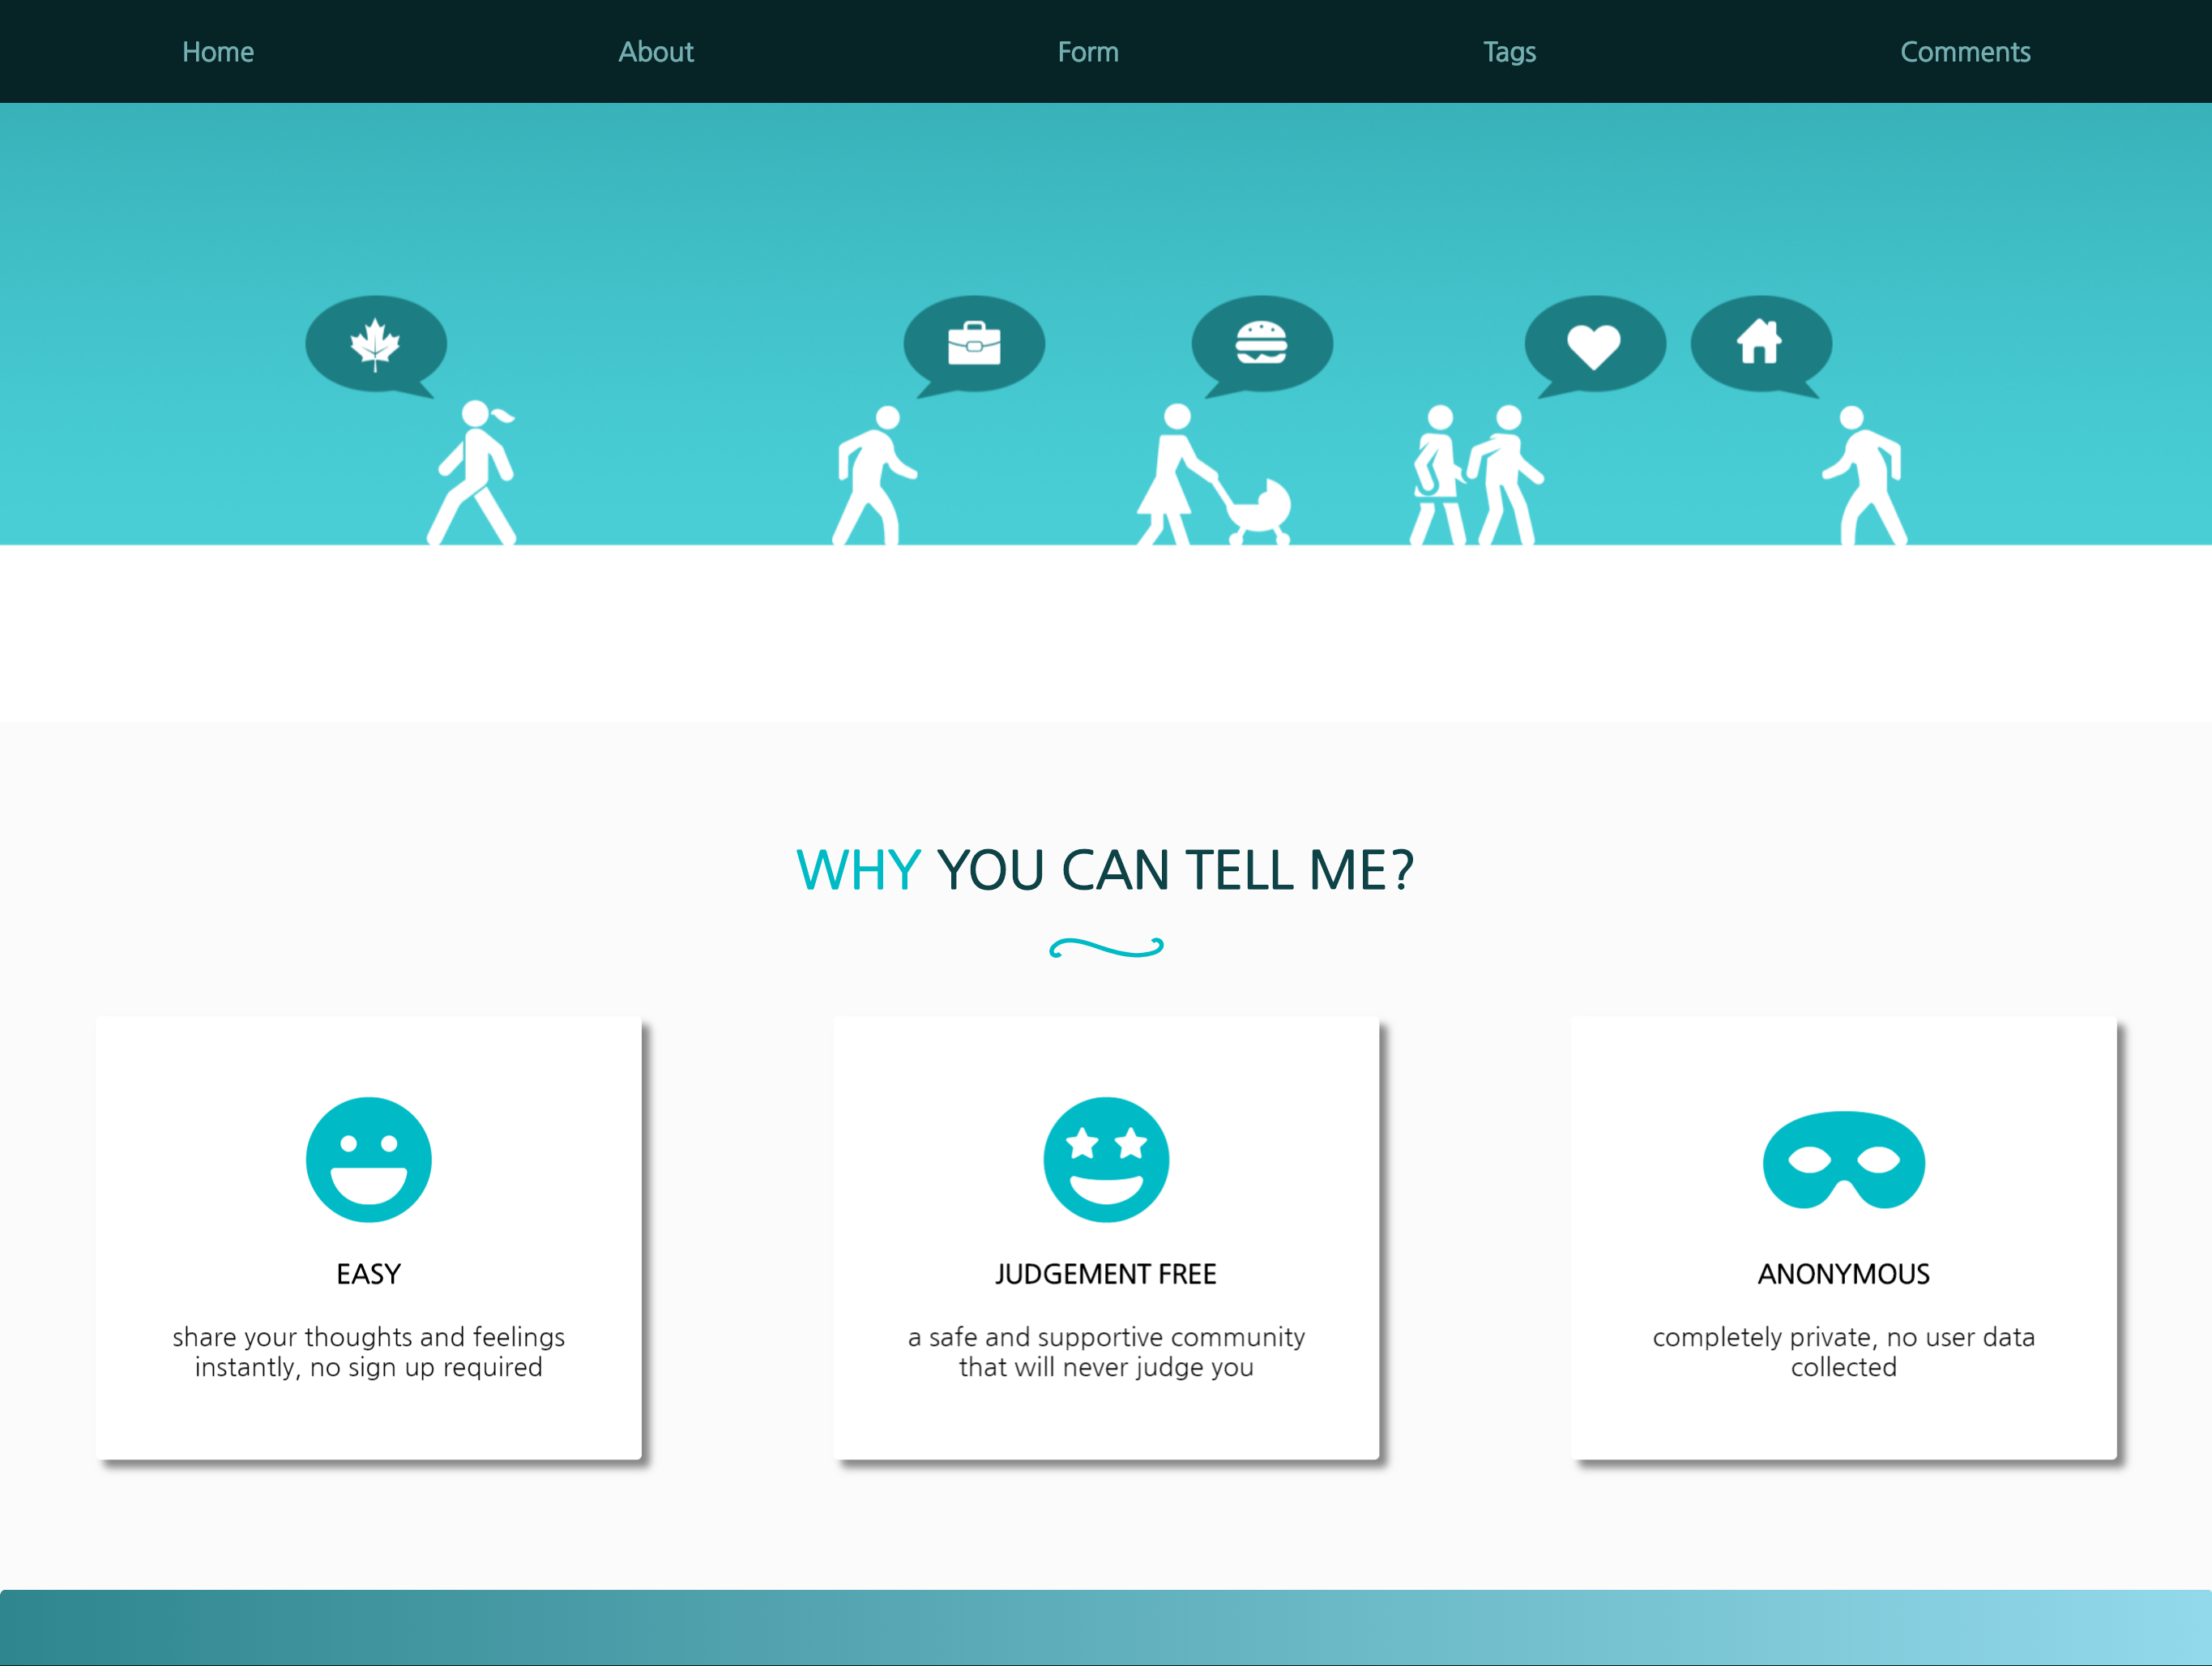 Home About Form Tags Comments
WHY YOU CAN TELL ME?
EASY
share your thoughts and feelings
instantly, no sign up required
JUDGEMENT FREE
a safe and supportive community
that will never judge you
ANONYMOUS
completely private, no user data
collected